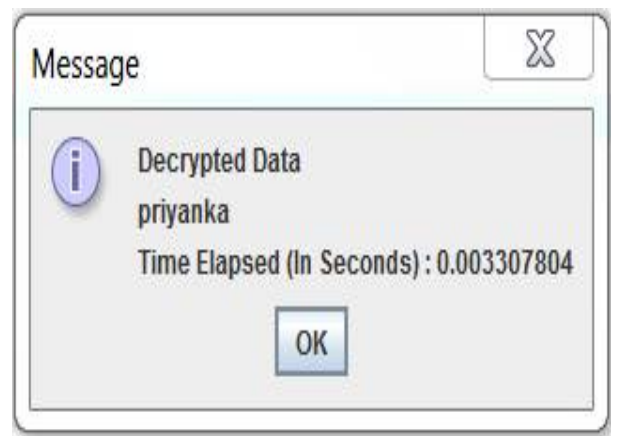 Message
Decrypted Data
priyanka
Time Elapsed (In Seconds) : 0.003307804
OK